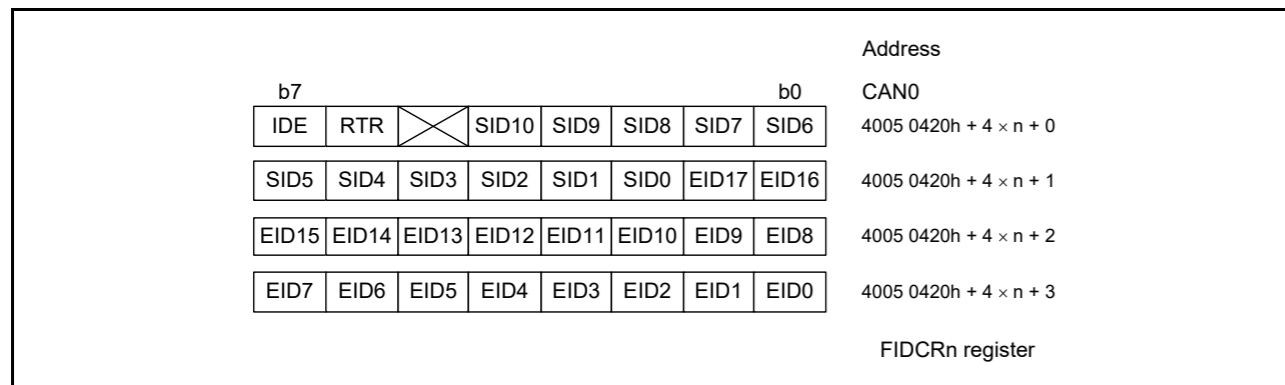 Address
b7 b0 CAN0
IDE RTR SID10 SID9 SID8 SID7 SID6 4005 0420h + 4 × n + 0
SID5 SID4 SID3 SID2 SID1 SID0 EID17 EID16 4005 0420h + 4 × n + 1
EID15 EID14 EID13 EID12 EID11 EID10 EID9 EID8 4005 0420h + 4 × n + 2
EID7 EID6 EID5 EID4 EID3 EID2 EID1 EID0 4005 0420h + 4 × n + 3
FIDCRn register